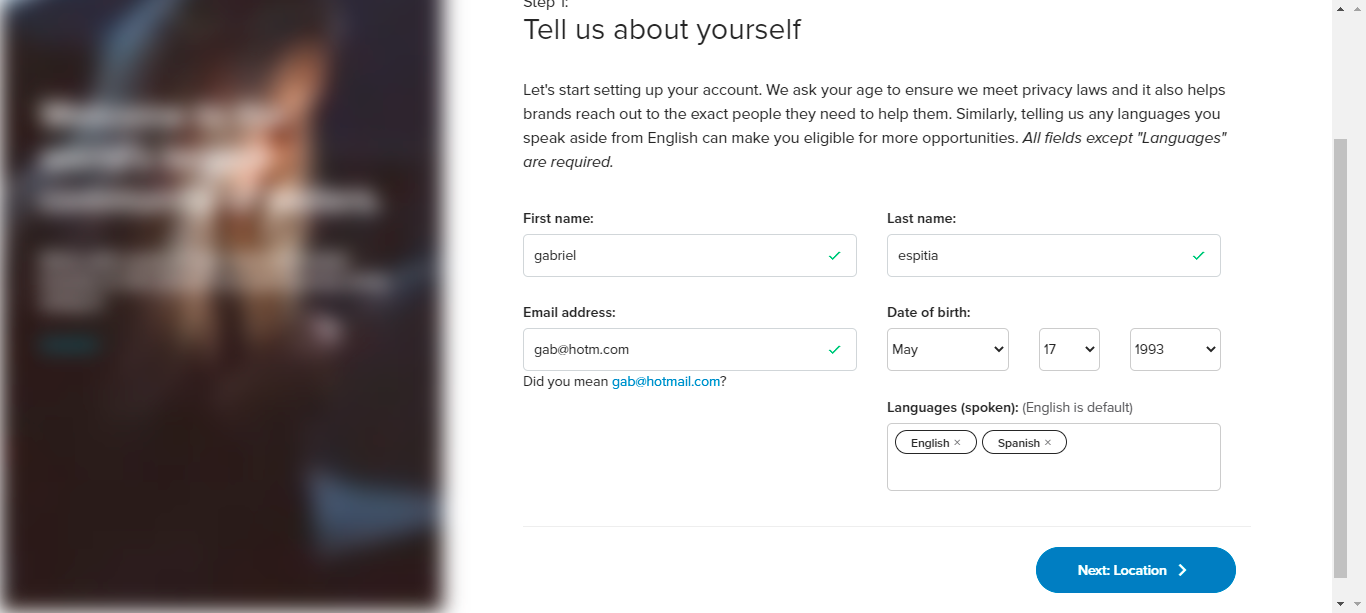 Step 1:
Tell us about yourself
Let's start setting up your account. We ask your age to ensure we meet privacy laws and it also helps
brands reach out to the exact people they need to help them. Similarly, telling us any languages you
speak aside from English can make you eligible for more opportunities. All fields except "Languages"
are required.
First name:
Last name:
gabriel
espitia
Email address:
Date of birth:
gab@hotm.com
May
17
1993
Did you mean gab@hotmail.com?
Languages (spoken): (English is default)
English ×
Spanish ×
Next: Location